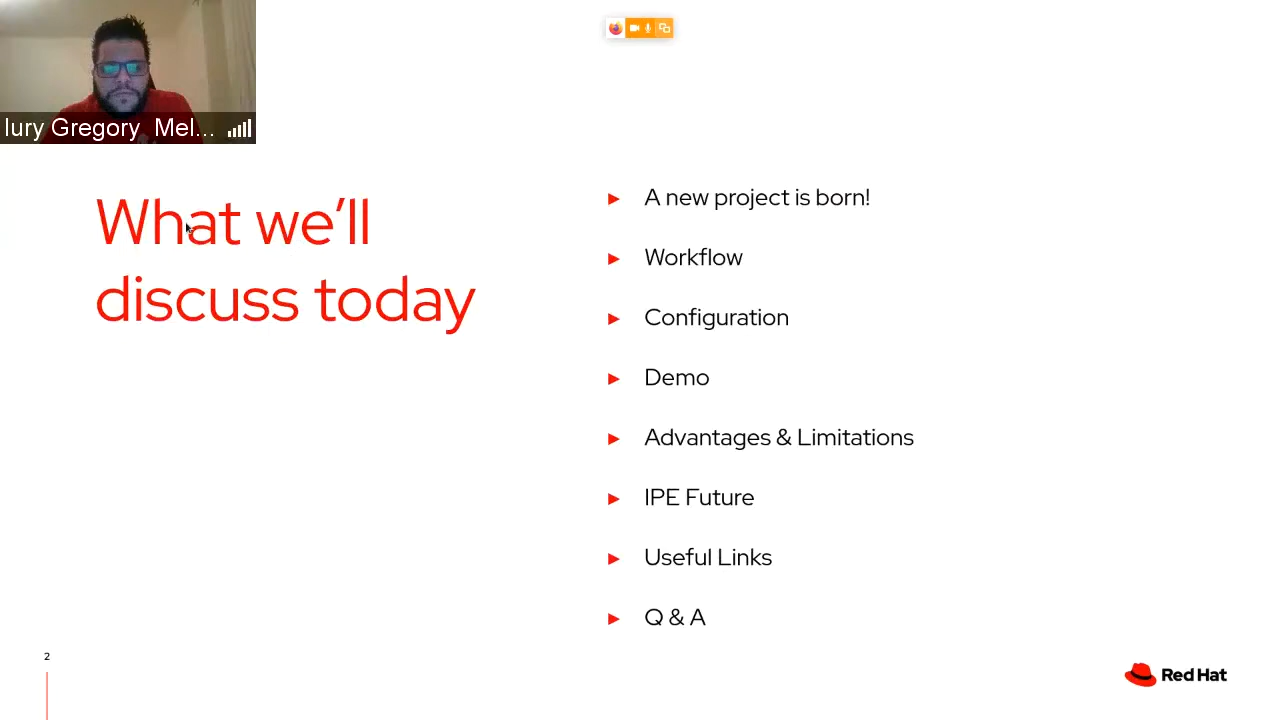 Iury Gregory Mel...
What we'll
discuss today
► A new project is born!
► Workflow
► Configuration
► Demo
► Advantages & Limitations
► IPE Future
► Useful Links
► Q & A
2
Red Hat